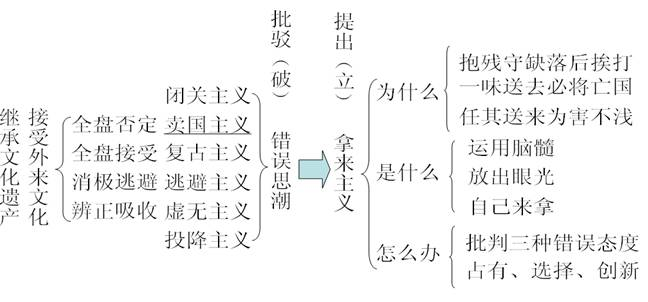 继承文化遗产
接受外来文化
全盘否定
全盘接受
消极逃避
辨正吸收
闭关主义
卖国主义
复古主义
逃避主义
虚无主义
投降主义
批驳（破）
错误思潮
提出（立）
拿来主义
为什么
抱残守缺落后挨打
一味送去必将亡国
任其送来为害不浅
是什么
运用脑髓
放出眼光
自己来拿
怎么办
批判三种错误态度
占有、选择、创新